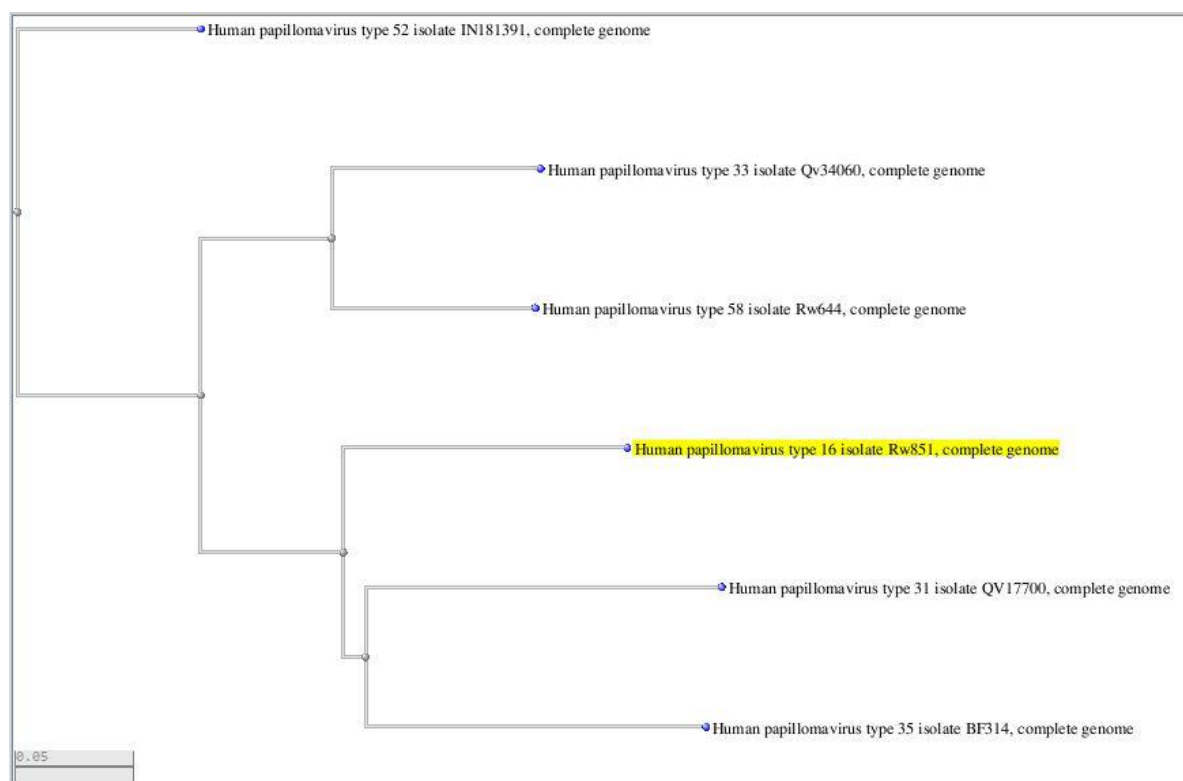 Human papillomavirus type 52 isolate IN181391, complete genome
Human papillomavirus type 33 isolate Qv34060, complete genome
Human papillomavirus type 58 isolate Rw644, complete genome
Human papillomavirus type 16 isolate Rw851, complete genome
Human papillomavirus type 31 isolate QV17700, complete genome
Human papillomavirus type 35 isolate BF314, complete genome
0.05